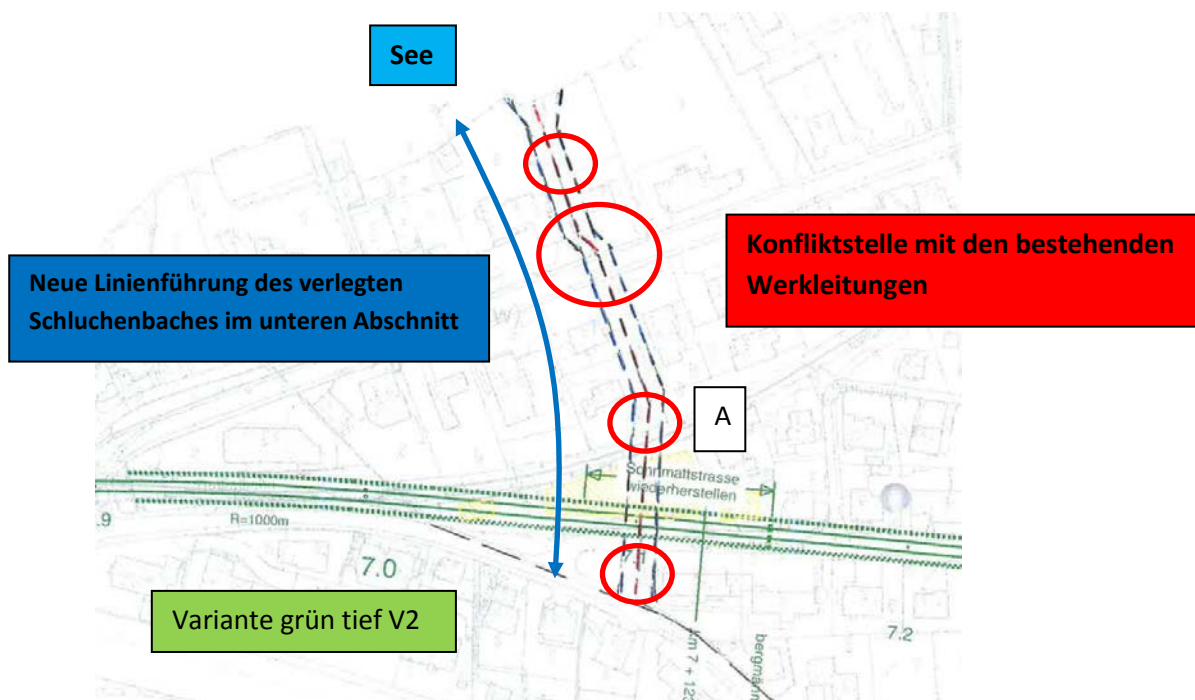 See
Neue Linienführung des verlegten
Schluchenbaches im unteren Abschnitt
Konfliktstelle mit den bestehenden
Werkleitungen
A
wiederherstellen
.9
R=1000m
7.0
7.2
Variante grün tief V2